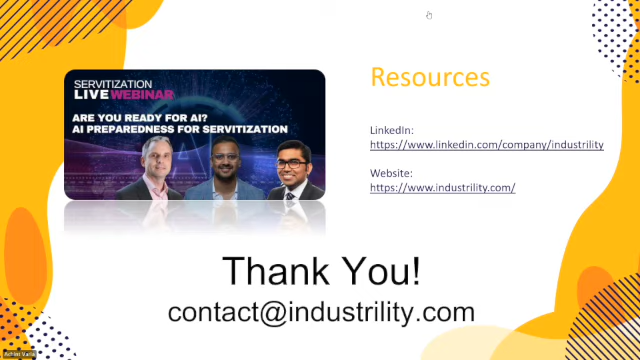 SERVITIZATION
LIVE WEBINAR
ARE YOU READY FOR AI?
AI PREPAREDNESS FOR SERVITIZATION
Resources
LinkedIn:
https://www.linkedin.com/company/industrility
Website:
https://www.industrility.com/
Thank You!
contact@industrility.com